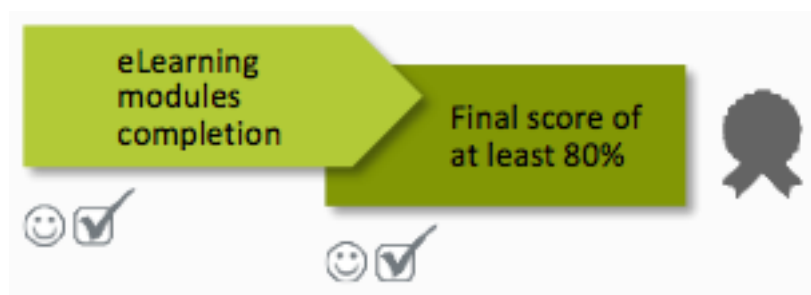 eLearning
modules
completion
Final score of
at least 80%